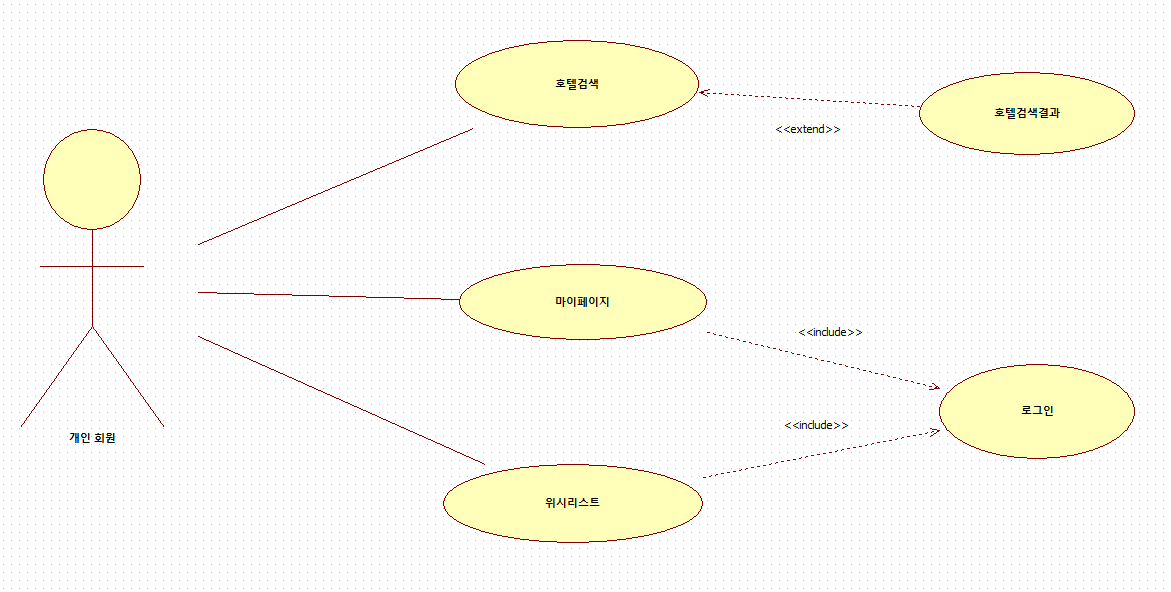 호텔검색
호텔검색결과
<<extend>>
마이페이지
<<include>>
로그인
<<include>>
개인 회원
위시리스트